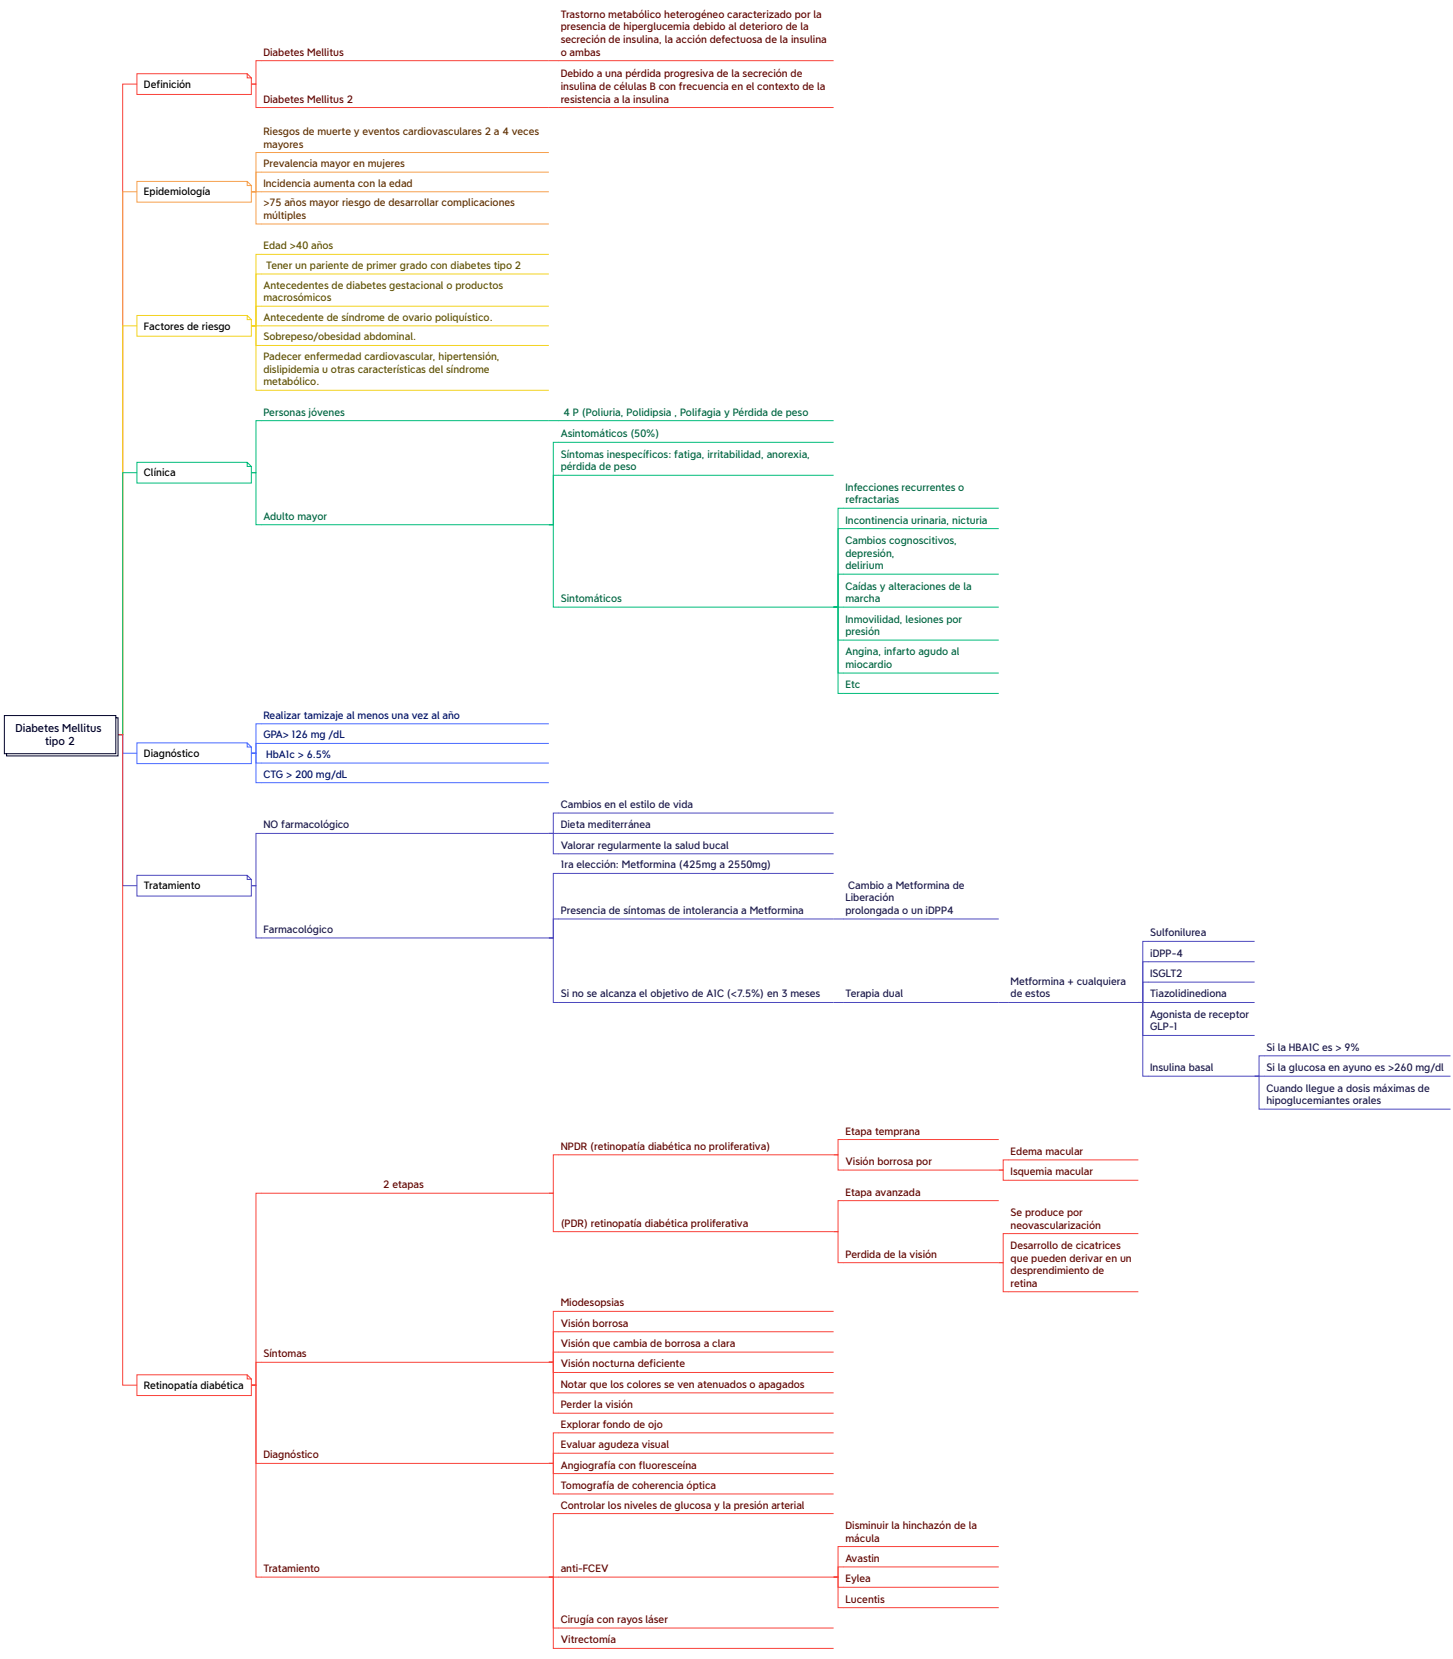 Trastorno metabólico heterogéneo caracterizado por la
presencia de hiperglucemia debido al deterioro de la
secreción de insulina, la acción defectuosa de la insulina
o ambas
Diabetes Mellitus
Definición
Debido a una pérdida progresiva de la secreción de
insulina de células B con frecuencia en el contexto de la
resistencia a la insulina
Diabetes Mellitus 2
Riesgos de muerte y eventos cardiovasculares 2 a 4 veces
mayores
Prevalencia mayor en mujeres
Epidemiología
Incidencia aumenta con la edad
>75 años mayor riesgo de desarrollar complicaciones
múltiples
Edad >40 años
Tener un pariente de primer grado con diabetes tipo 2
Antecedentes de diabetes gestacional o productos
macrosómicos
Factores de riesgo
Antecedente de síndrome de ovario poliquístico.
Sobrepeso/obesidad abdominal.
Padecer enfermedad cardiovascular, hipertensión,
dislipidemia u otras características del síndrome
metabólico.
Personas jóvenes
4 P (Poliuria, Polidipsia , Polifagia y Pérdida de peso
Clínica
Asintomáticos (50%)
Síntomas inespecíficos: fatiga, irritabilidad, anorexia,
pérdida de peso
Adulto mayor
Infecciones recurrentes o
refractarias
Incontinencia urinaria, nicturia
Cambios cognoscitivos,
depresión,
delirium
Sintomáticos
Caídas y alteraciones de la
marcha
Inmovilidad, lesiones por
presión
Angina, infarto agudo al
miocardio
Etc
Diabetes Mellitus
tipo 2
Realizar tamizaje al menos una vez al año
GPA> 126 mg /dL
Diagnóstico
HbA1c > 6.5%
CTG > 200 mg/dL
Cambios en el estilo de vida
NO farmacológico
Dieta mediterránea
Valorar regularmente la salud bucal
Tratamiento
1ra elección: Metformina (425mg a 2550mg)
Cambio a Metformina de
Liberación
prolongada o un iDPP4
Presencia de síntomas de intolerancia a Metformina
Farmacológico
Si no se alcanza el objetivo de A1C (<7.5%) en 3 meses
Terapia dual
Metformina + cualquiera
de estos
Sulfonilurea
iDPP-4
ISGLT2
Tiazolidinediona
Agonista de receptor
GLP-1
Insulina basal
Si la HBA1C es > 9%
Si la glucosa en ayuno es >260 mg/dl
Cuando llegue a dosis máximas de
hipoglucemiantes orales
2 etapas
NPDR (retinopatía diabética no proliferativa)
Etapa temprana
Visión borrosa por
Edema macular
Isquemia macular
(PDR) retinopatía diabética proliferativa
Etapa avanzada
Perdida de la visión
Se produce por
neovascularización
Desarrollo de cicatrices
que pueden derivar en un
desprendimiento de
retina
Miodesopsias
Visión borrosa
Visión que cambia de borrosa a clara
Síntomas
Visión nocturna deficiente
Notar que los colores se ven atenuados o apagados
Perder la visión
Retinopatía diabética
Explorar fondo de ojo
Evaluar agudeza visual
Diagnóstico
Angiografía con fluoresceína
Tomografía de coherencia óptica
Controlar los niveles de glucosa y la presión arterial
Tratamiento
anti-FCEV
Disminuir la hinchazón de la
mácula
Avastin
Eylea
Lucentis
Cirugía con rayos láser
Vitrectomía